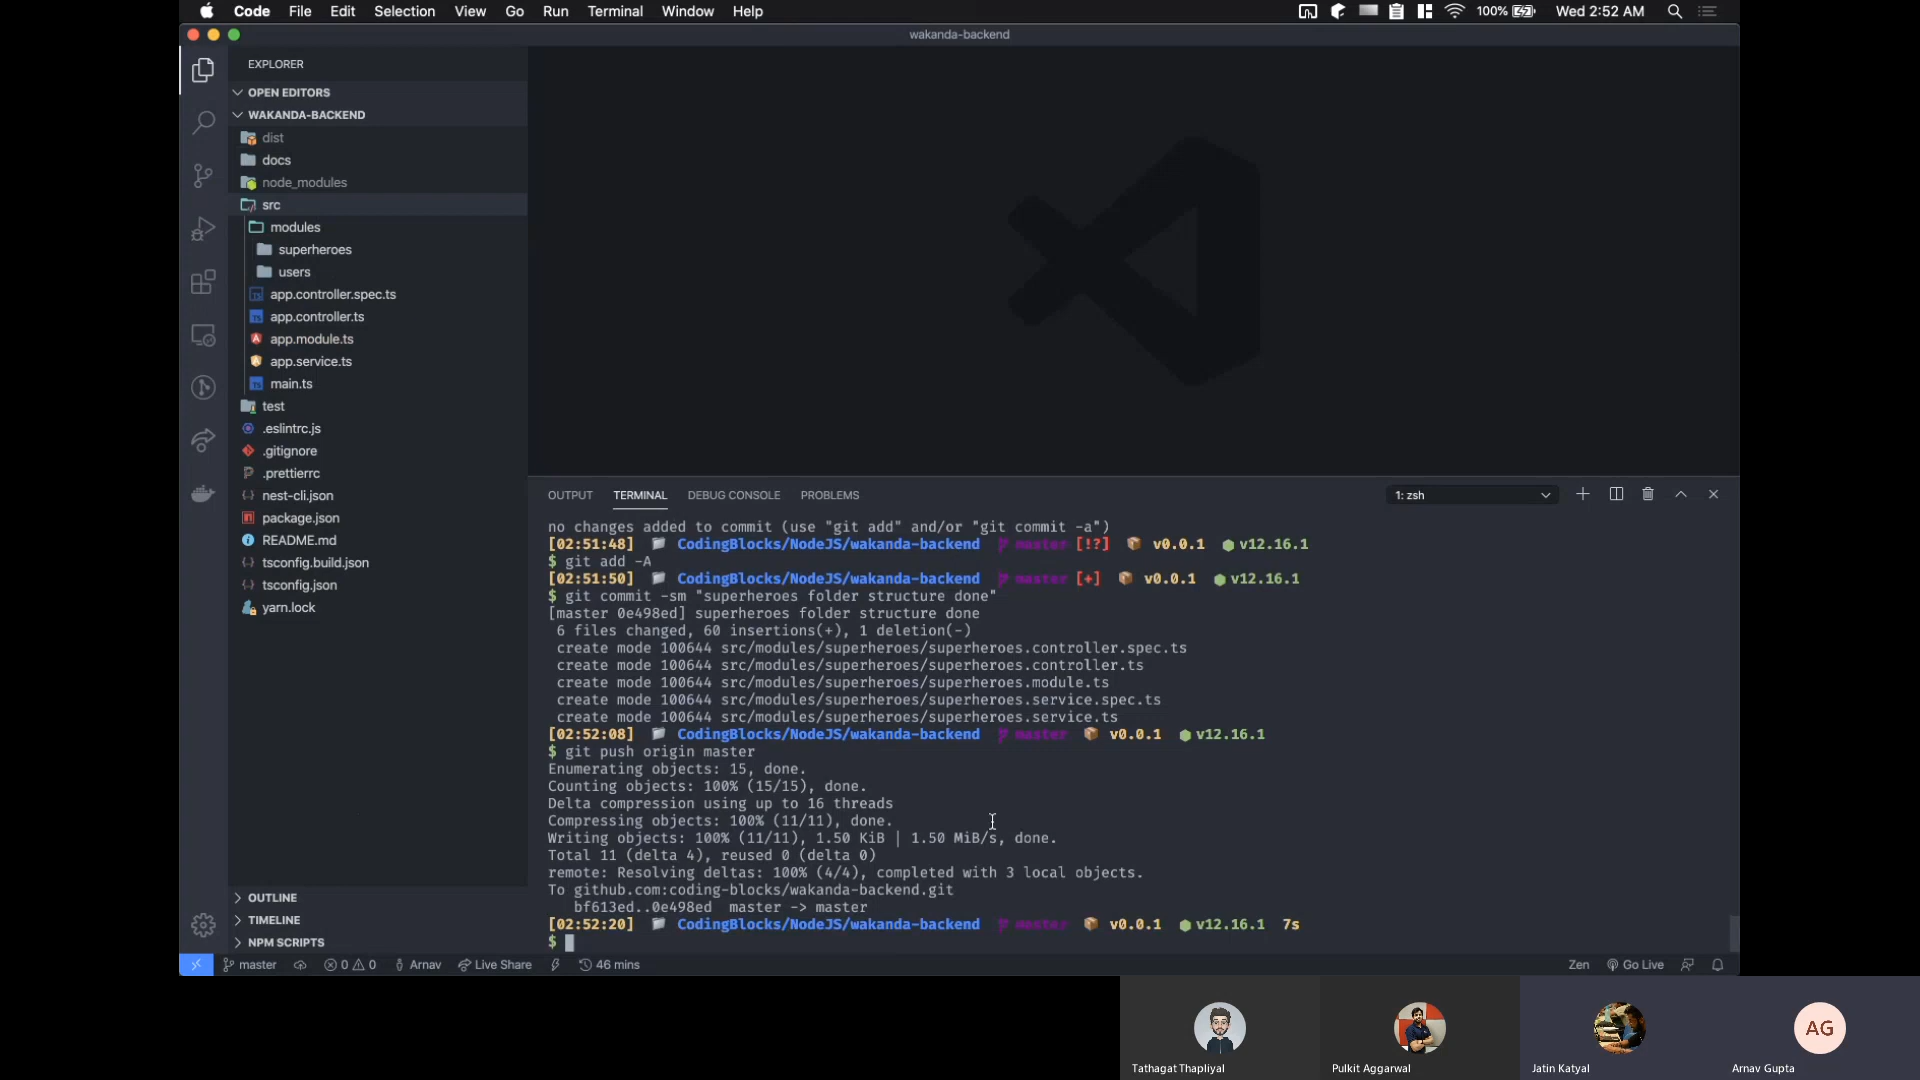 Code File Edit Selection View Go Run Terminal Window Help 100% Wed 2:52 AM
wakanda-backend
EXPLORER
OPEN EDITORS
WAKANDA-BACKEND
dist
docs
node_modules
src
modules
superheroes
users
app.controller.spec.ts
app.controller.ts
app.module.ts
app.service.ts
main.ts
test
.eslintrc.js
.gitignore
.prettierrc
nest-cli.json
package.json
README.md
tsconfig.build.json
tsconfig.json
yarn.lock
OUTLINE
TIMELINE
NPM SCRIPTS
OUTPUT TERMINAL DEBUG CONSOLE PROBLEMS 1: zsh
no changes added to commit (use "git add" and/or "git commit -a")
[02:51:48] CodingBlocks/NodeJS/wakanda-backend master [!?] v0.0.1 v12.16.1
$ git add -A
[02:51:50] CodingBlocks/NodeJS/wakanda-backend master [+] v0.0.1 v12.16.1
$ git commit -sm "superheroes folder structure done"
[master 0e498ed] superheroes folder structure done
6 files changed, 60 insertions(+), 1 deletion(-)
create mode 100644 src/modules/superheroes/superheroes.controller.spec.ts
create mode 100644 src/modules/superheroes/superheroes.controller.ts
create mode 100644 src/modules/superheroes/superheroes.module.ts
create mode 100644 src/modules/superheroes/superheroes.service.spec.ts
create mode 100644 src/modules/superheroes/superheroes.service.ts
[02:52:08] CodingBlocks/NodeJS/wakanda-backend master v0.0.1 v12.16.1
$ git push origin master
Enumerating objects: 15, done.
Counting objects: 100% (15/15), done.
Delta compression using up to 16 threads
Compressing objects: 100% (11/11), done.
Writing objects: 100% (11/11), 1.50 KiB | 1.50 MiB/s, done.
Total 11 (delta 4), reused 0 (delta 0)
remote: Resolving deltas: 100% (4/4), completed with 3 local objects.
To github.com:coding-blocks/wakanda-backend.git
bf613ed..0e498ed master -> master
[02:52:20] CodingBlocks/NodeJS/wakanda-backend master v0.0.1 v12.16.1 7s
$
master 0 0 Arnav Live Share 46 mins Zen Go Live
AG
Tathagat Thapliyal Pulkit Aggarwal Jatin Katyal Arnav Gupta